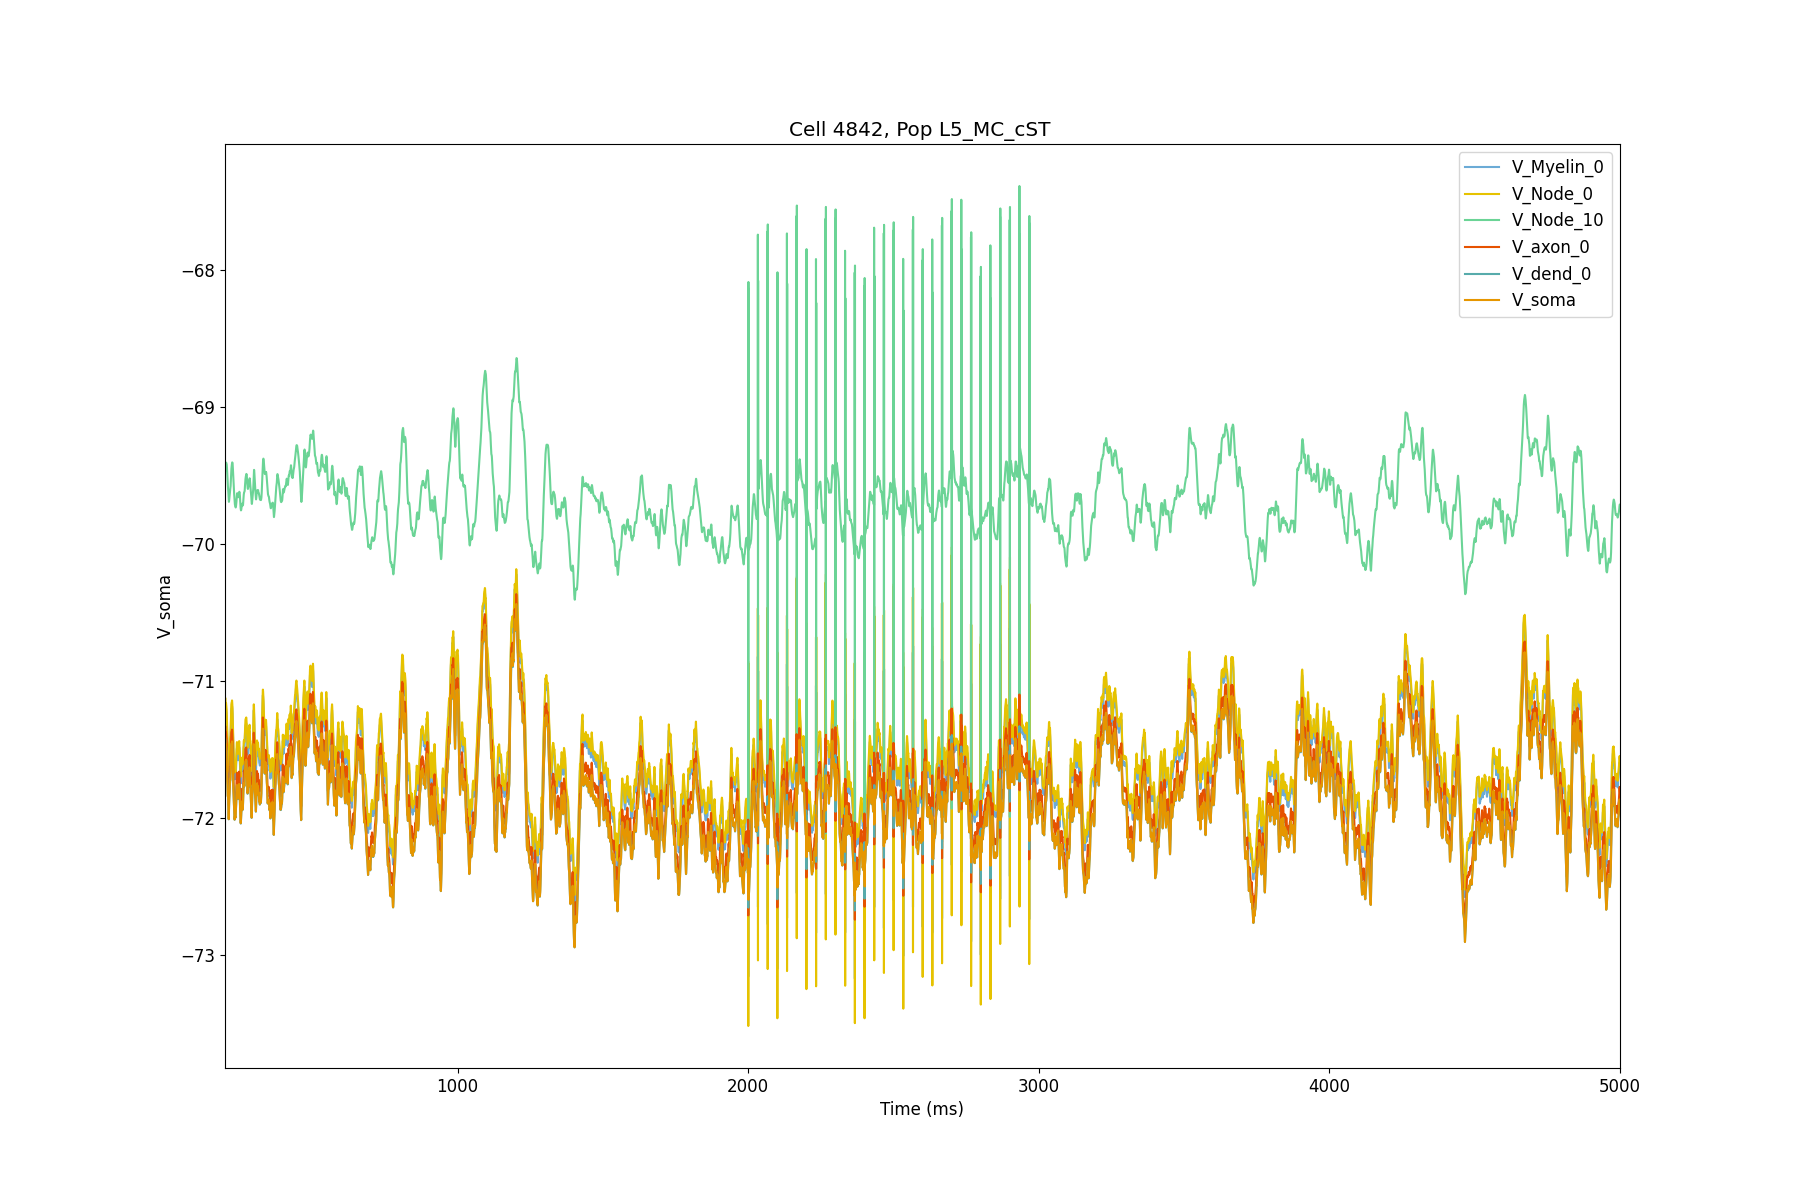 Cell 4842, Pop L5_MC_cST
V_Myelin_0
V_Node_0
V_Node_10
V_axon_0
V_dend_0
V_soma
−68
−69
−70
−71
−72
−73
V_soma
1000
2000
3000
4000
5000
Time (ms)